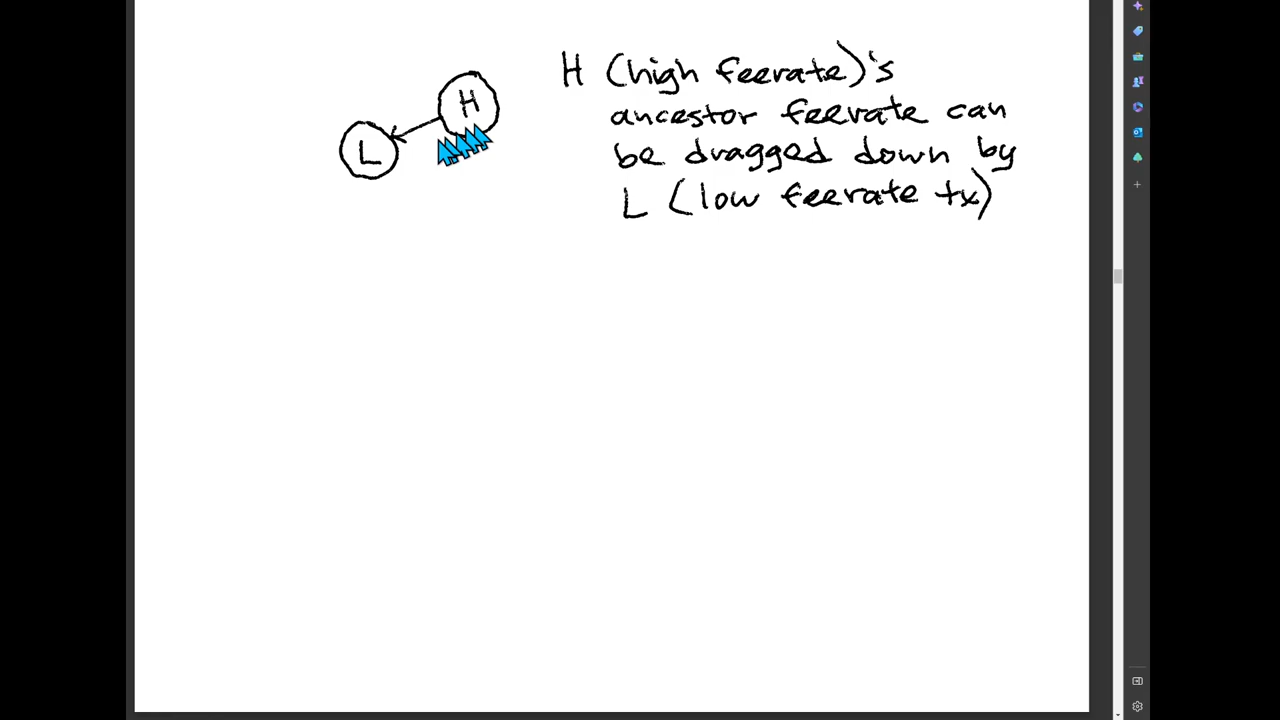 H (high feerate)'s
ancestor feerate can
be dragged down by
L (low feerate tx)
H
L